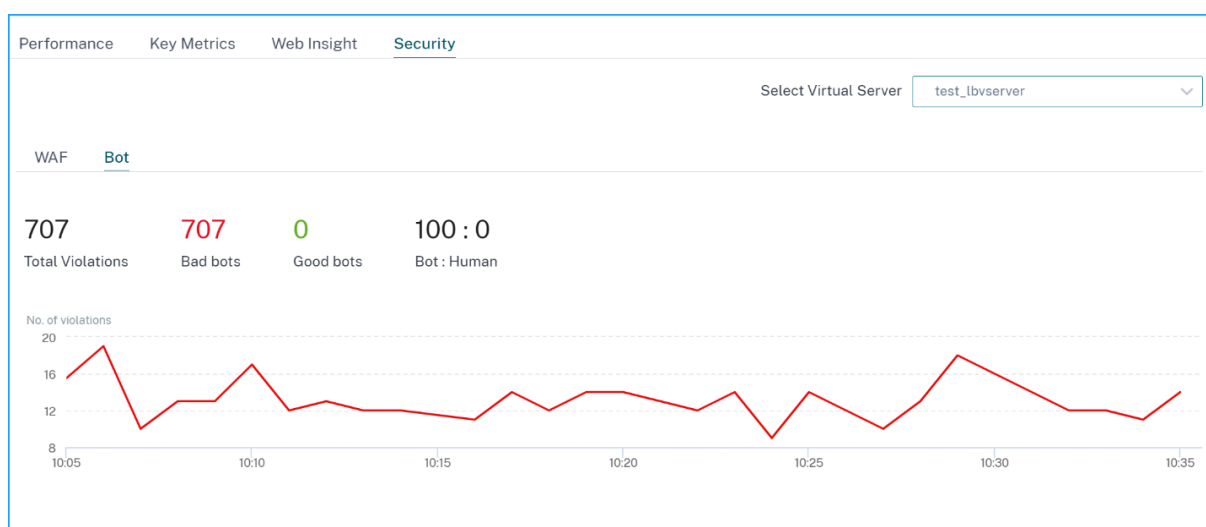 Performance Key Metrics Web Insight Security
Select Virtual Server test_lbvserver
WAF Bot
707 707 0 100 : 0
Total Violations Bad bots Good bots Bot : Human
No. of violations
20
16
12
8
10:05 10:10 10:15 10:20 10:25 10:30 10:35